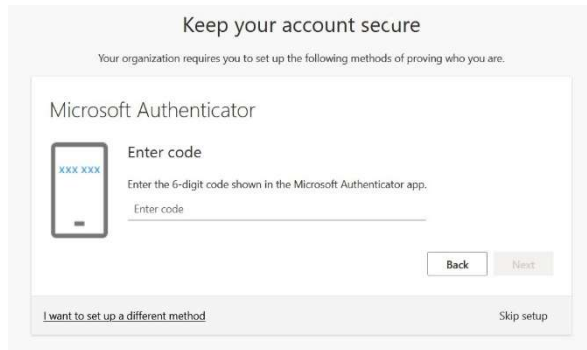 Keep your account secure
Your organization requires you to set up the following methods of proving who you are.
Microsoft Authenticator
xxx xxx
Enter code
Enter the 6-digit code shown in the Microsoft Authenticator app.
Enter code
Back Next
I want to set up a different method Skip setup